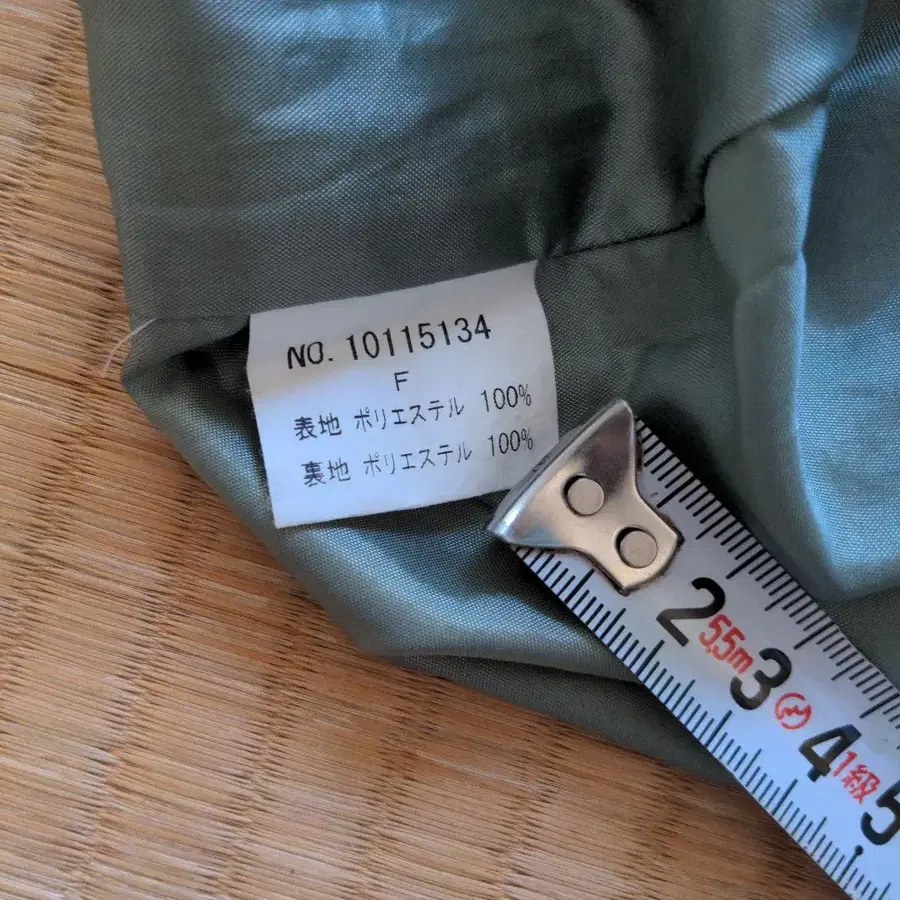 NO. 10115134
F
表地 ポリエステル 100%
裏地 ポリエステル 100%
2 5.5m 3 4 1級 5